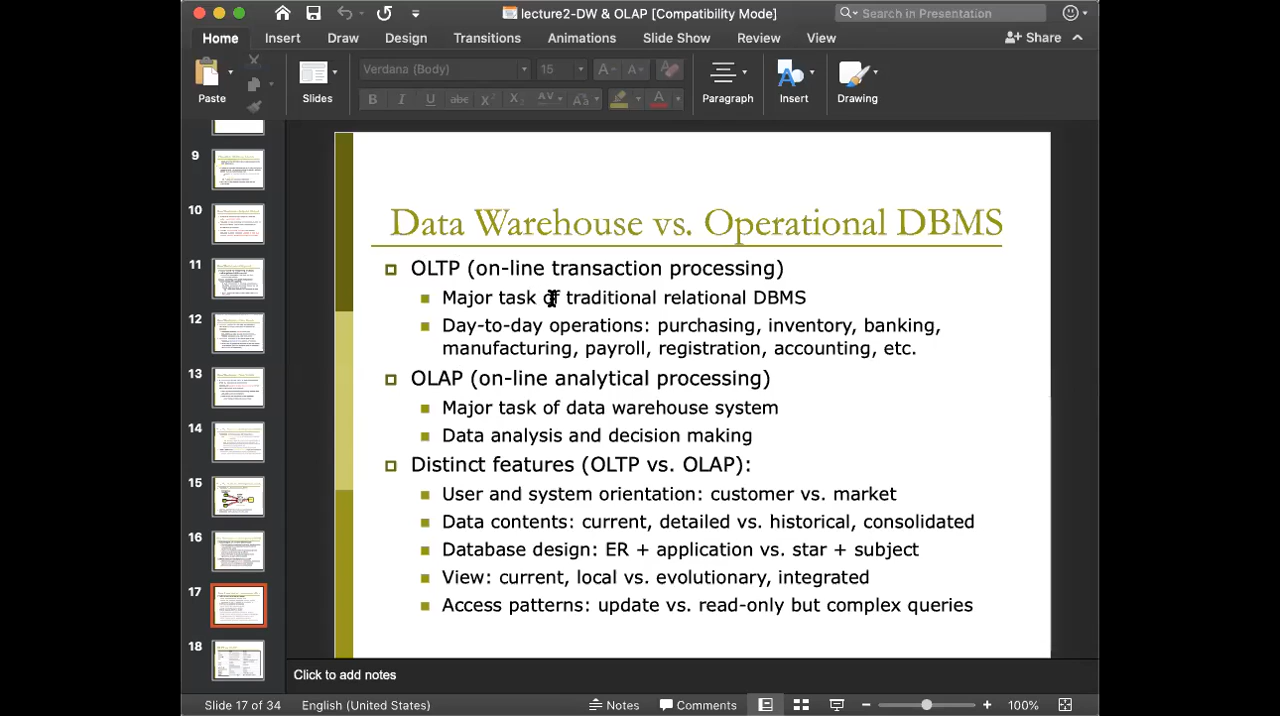 lecture2-DW & OLAP [Compatibility Mode]
Search in Presentation
Home Insert Draw Design Transitions Animations Slide Show Review View Share
Paste
Slides
Verdana (Body) 15
B I U abc X² X₂ AV Aa A
Paragraph
Insert
Drawing
9
10
11
12
13
14
15
16
17
18
Data Warehouse Operational DBMS
OLTP (on-line transaction processing)
Major task of traditional relational DBMS
Day-to-day operations: purchasing, inventory, banking,
manufacturing, payroll, registration, accounting, etc.
OLAP (on-line analytical processing)
Major task of data warehouse system
Data analysis and decision making
Distinct features (OLTP vs. OLAP):
User and system orientation: customer vs. market
Data contents: current, detailed vs. historical, consolidated
Database design: ER + application vs. star + subject
View: current, local vs. evolutionary, integrated
Access patterns: update vs. read-only but complex queries
Click to add notes
Slide 17 of 34 English (United States) Notes Comments 100%